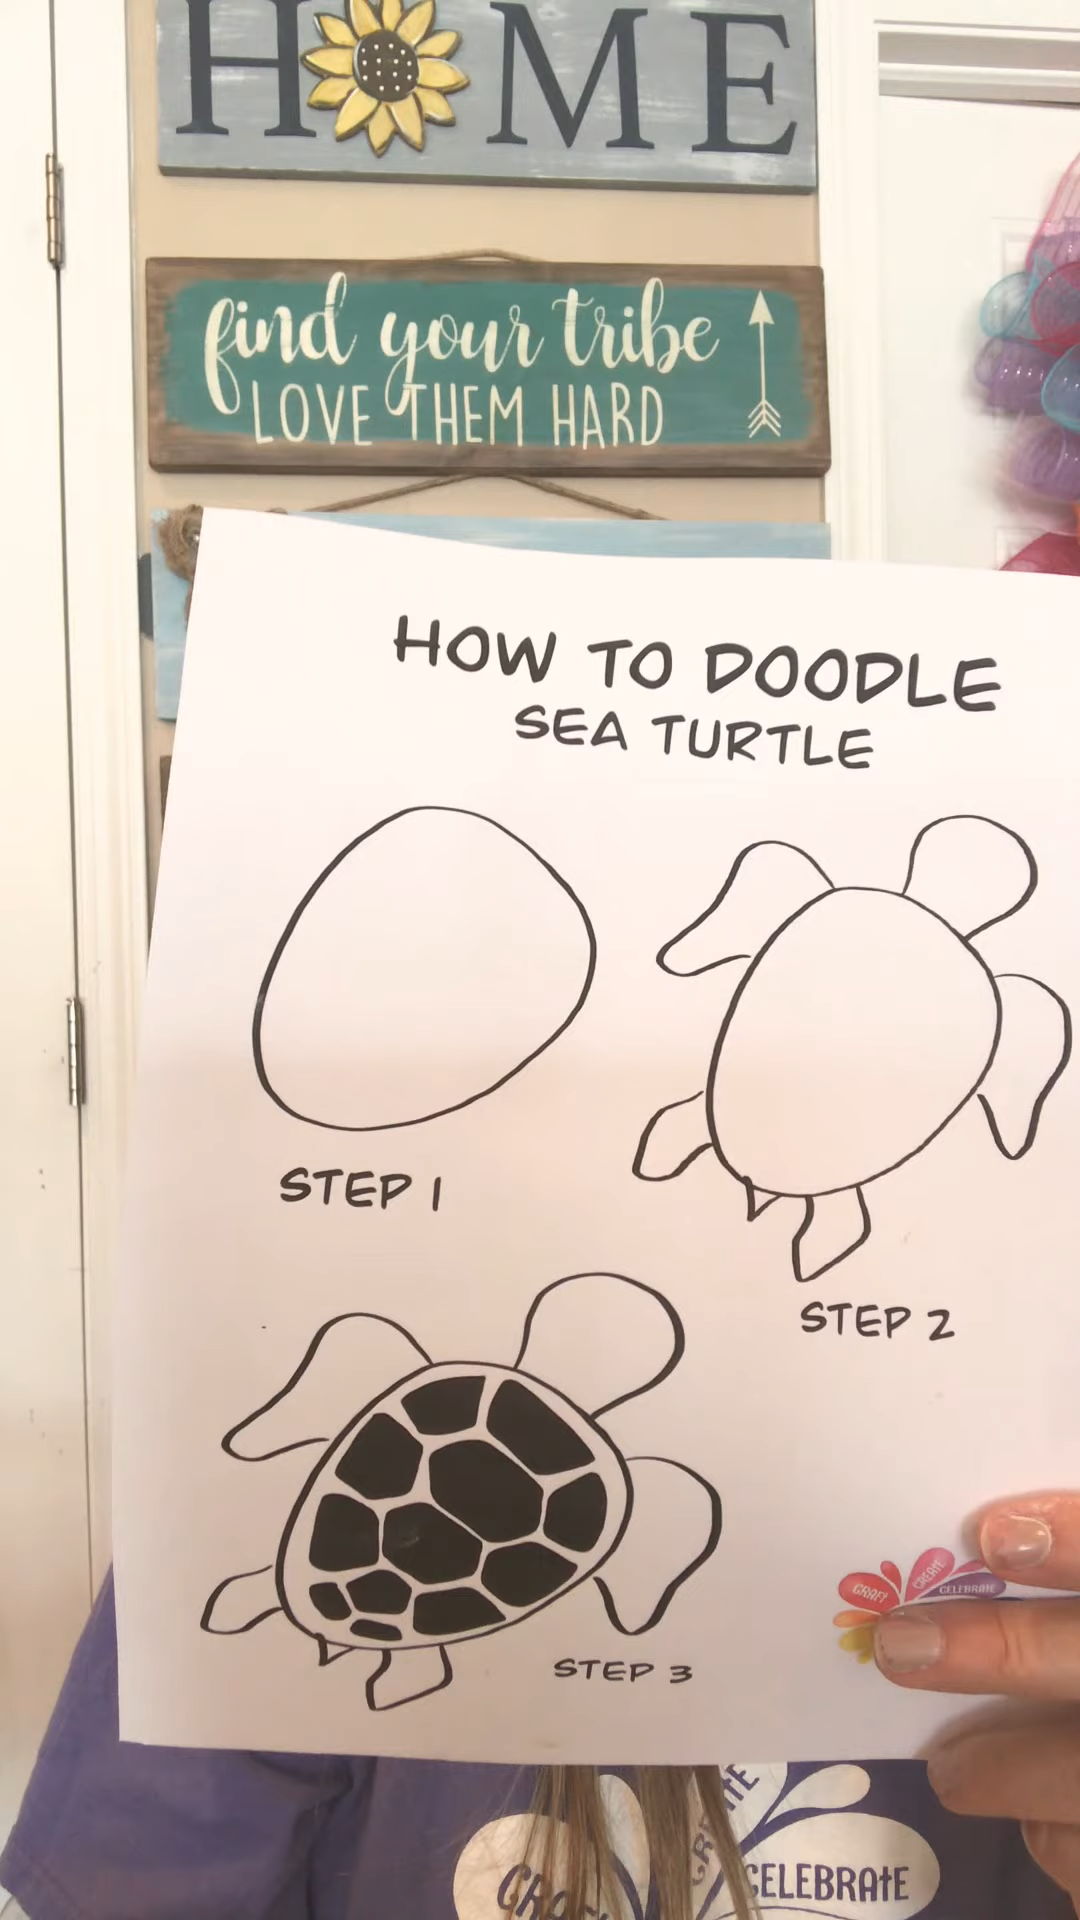 HOME
find your tribe
LOVE THEM HARD
HOW TO DOODLE
SEA TURTLE
STEP 1
STEP 2
STEP 3
CRAFT
CREATE
CELEBRATE
CELEBRATE